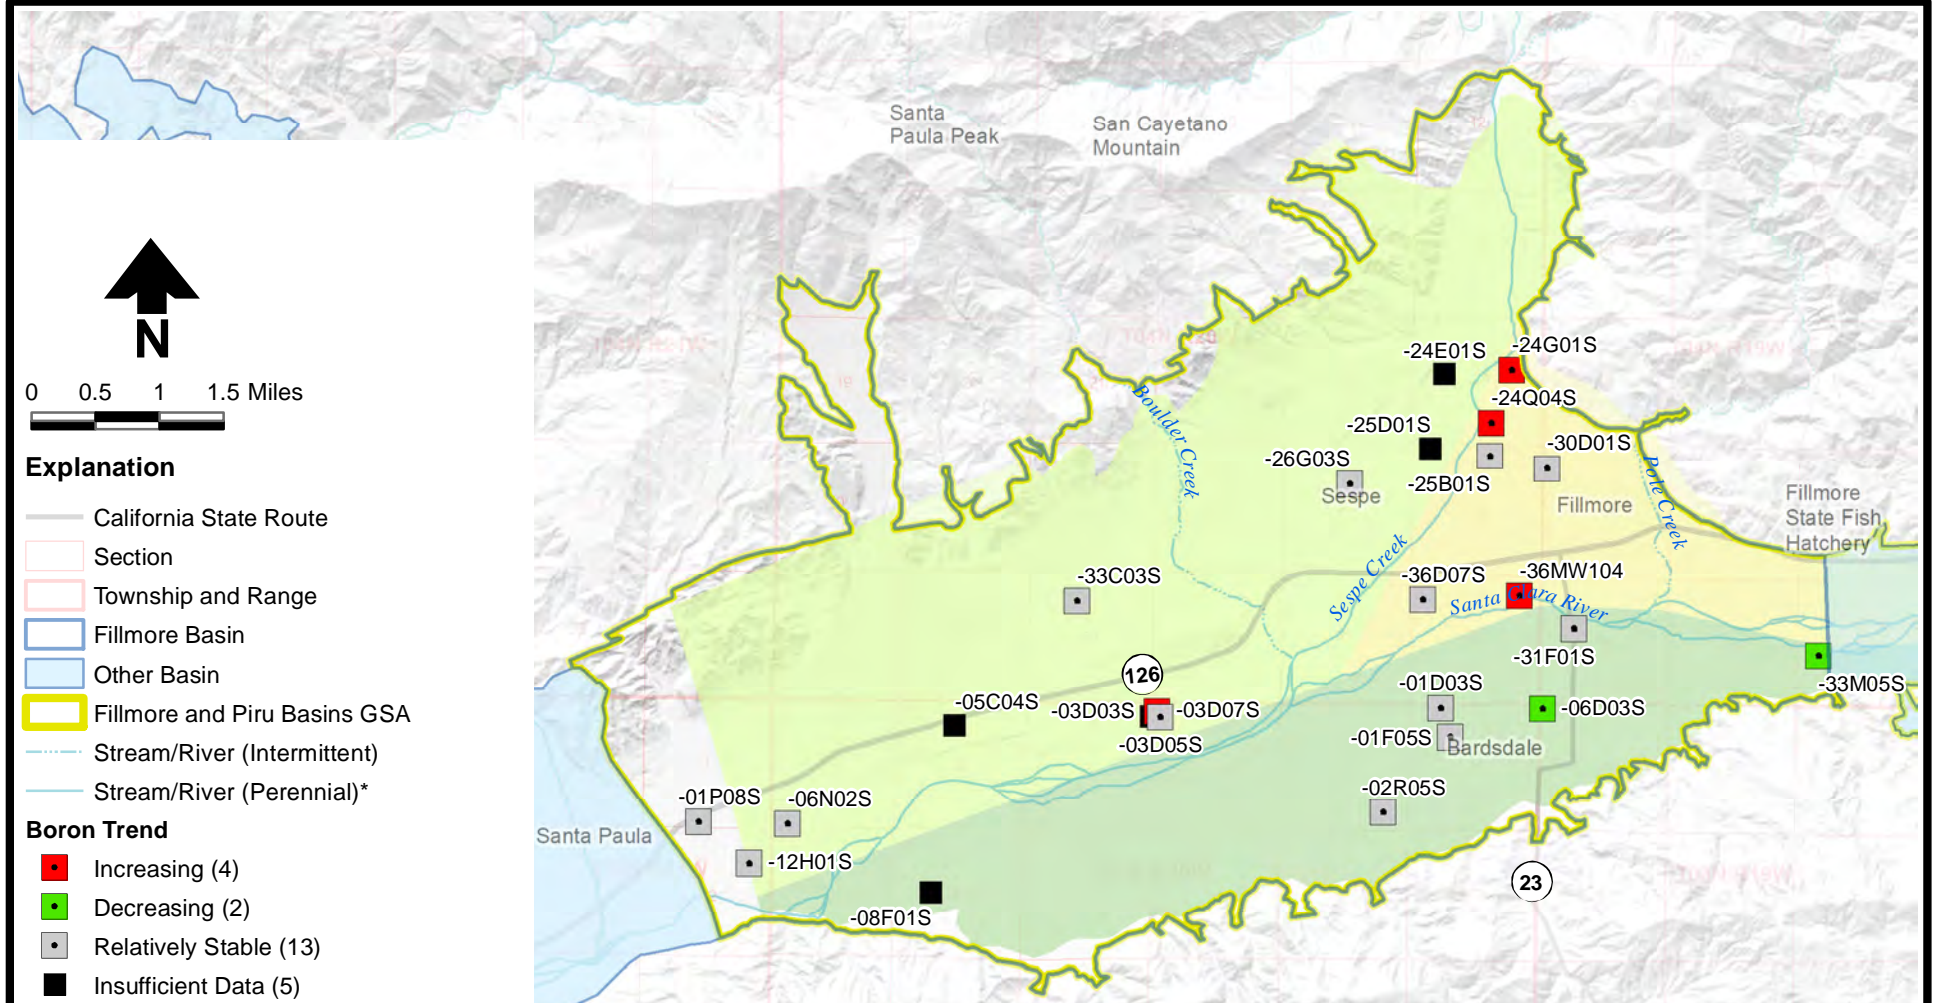 Santa
Paula Peak
San Cayetano
Mountain
N
0 0.5 1 1.5 Miles
Explanation
California State Route
Section
Township and Range
Fillmore Basin
Other Basin
Fillmore and Piru Basins GSA
Stream/River (Intermittent)
Stream/River (Perennial)*
Boron Trend
Increasing (4)
Decreasing (2)
Relatively Stable (13)
Insufficient Data (5)
-24E01S
-24G01S
-24Q04S
-25D01S
-30D01S
-26G03S
-25B01S
Sespe
Fillmore
Fillmore
State Fish
Hatchery
Boulder Creek
Pole Creek
Sespe Creek
Santa Clara River
-33C03S
-36D07S
-36MW104
-31F01S
-33M05S
126
-05C04S
-03D03S
-03D07S
-03D05S
-01D03S
-06D03S
-01F05S
Bardsdale
-02R05S
-01P08S
-06N02S
Santa Paula
-12H01S
-08F01S
23